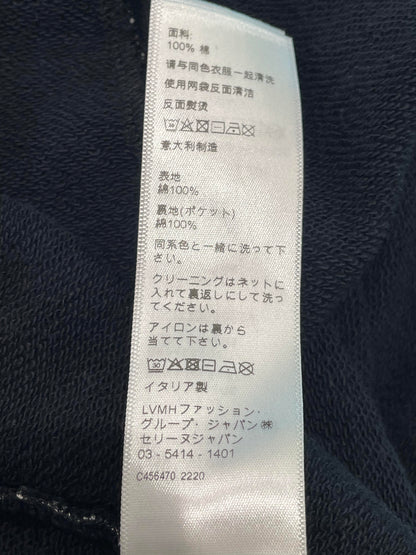 面料:
100% 棉
请与同色衣服一起清洗
使用网袋反面清洁
反面熨烫
意大利制造
表地
綿100%
裏地(ポケット)
綿100%
同系色と一緒に洗って下
さい。
クリーニングはネットに
入れて裏返しにして洗っ
てください。
アイロンは裏から
当てて下さい。
イタリア製
LVMHファッション・
グループ・ジャパン㈱
セリーヌジャパン
03-5414-1401
C456470 2220